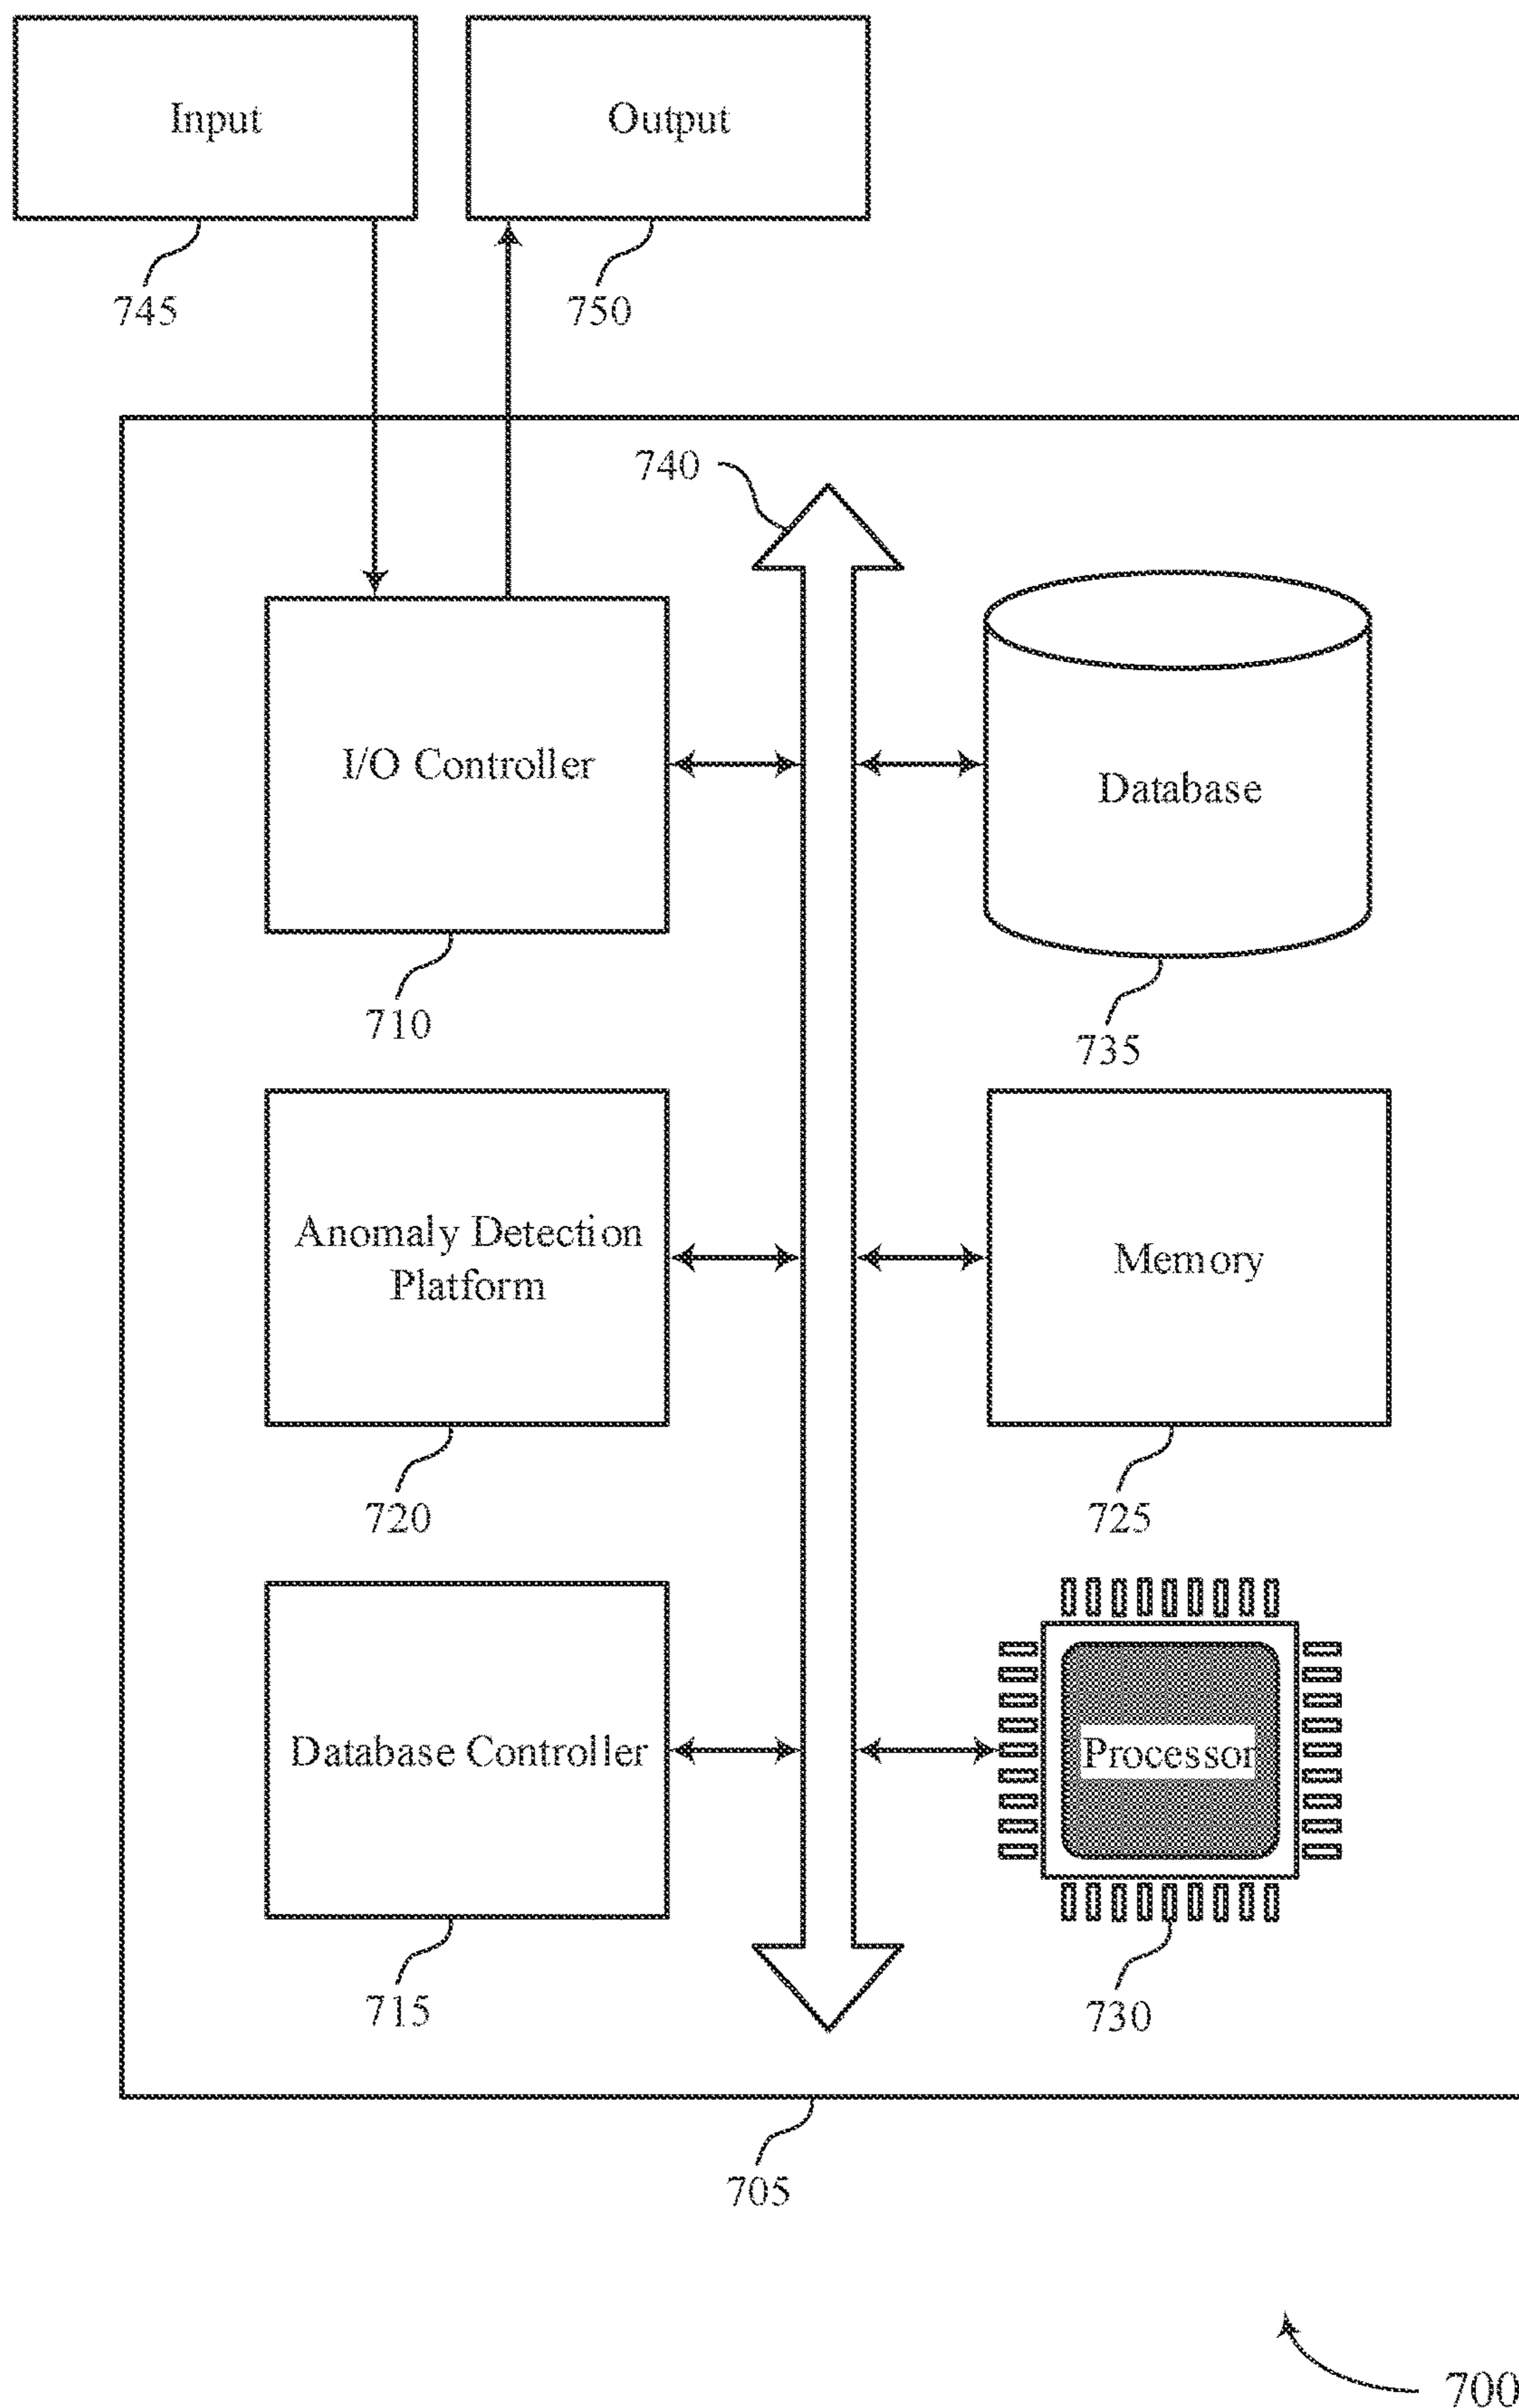 Input
Output
745
750
740
I/O Controller
Database
710
735
Anomaly Detection
Platform
Memory
720
725
Database Controller
Processor
715
730
705
700